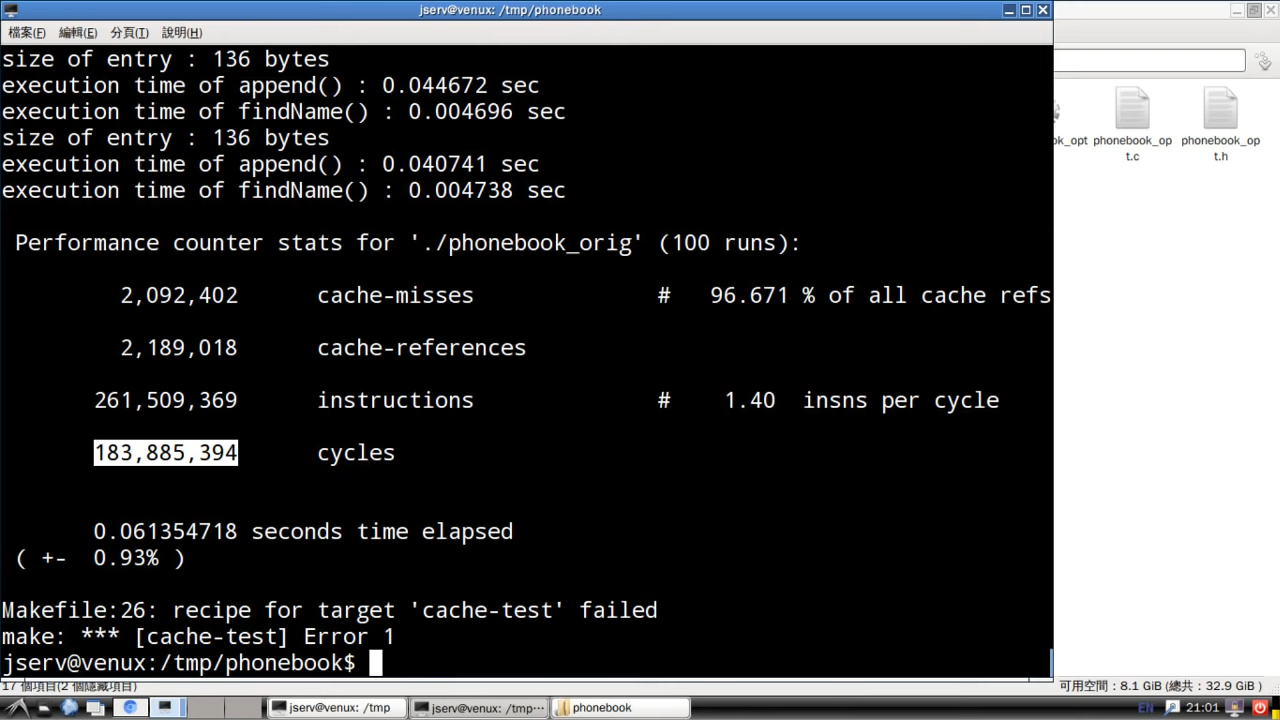 jserv@venux: /tmp/phonebook
檔案(F) 編輯(E) 分頁(T) 說明(H)
size of entry : 136 bytes
execution time of append() : 0.044672 sec
execution time of findName() : 0.004696 sec
size of entry : 136 bytes
execution time of append() : 0.040741 sec
execution time of findName() : 0.004738 sec
Performance counter stats for './phonebook_orig' (100 runs):
2,092,402 cache-misses # 96.671 % of all cache refs
2,189,018 cache-references
261,509,369 instructions # 1.40 insns per cycle
183,885,394 cycles
0.061354718 seconds time elapsed
( +- 0.93% )
Makefile:26: recipe for target 'cache-test' failed
make: *** [cache-test] Error 1
jserv@venux:/tmp/phonebook$
k_opt
phonebook_op
t.c
phonebook_op
t.h
17 個項目(2 個隱藏項目)
可用空間：8.1 GiB (總共：32.9 GiB )
jserv@venux: /tmp
jserv@venux: /tmp···
phonebook
EN
21:01